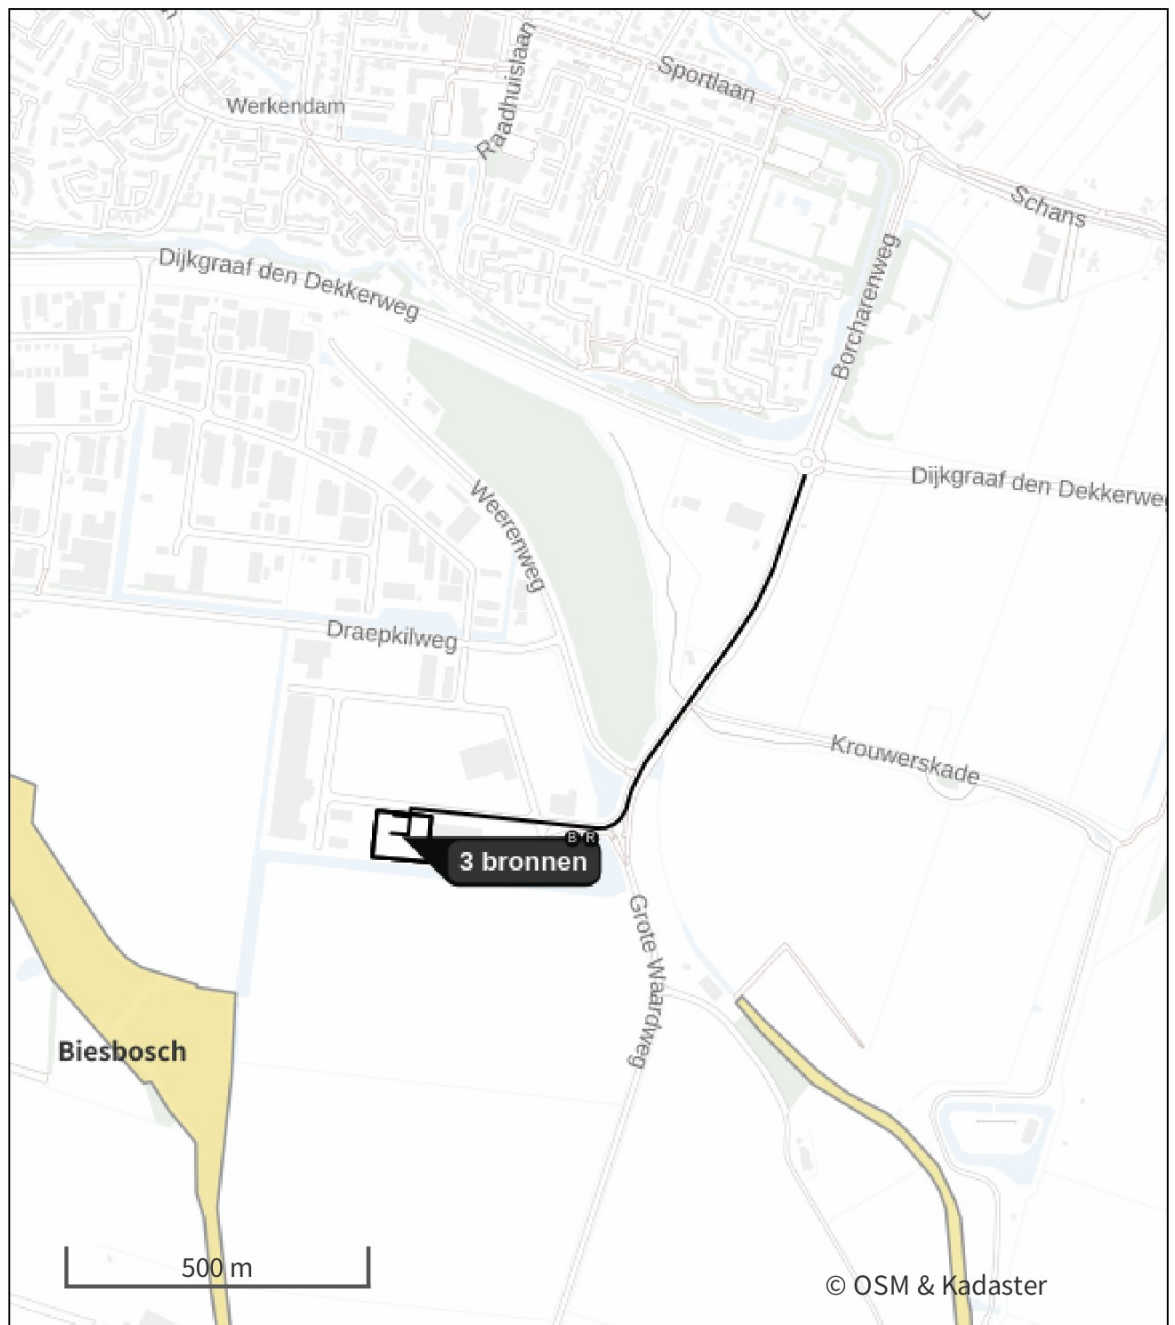 Sportlaan
Werkendam
Raadhuislaan
Schans
Dijkgraaf den Dekkerweg
Borcharenweg
Dijkgraaf den Dekkerweg
Weerenweg
Draepkilweg
Krouwerskade
B R
3 bronnen
Grote Waardweg
Biesbosch
500 m
© OSM & Kadaster